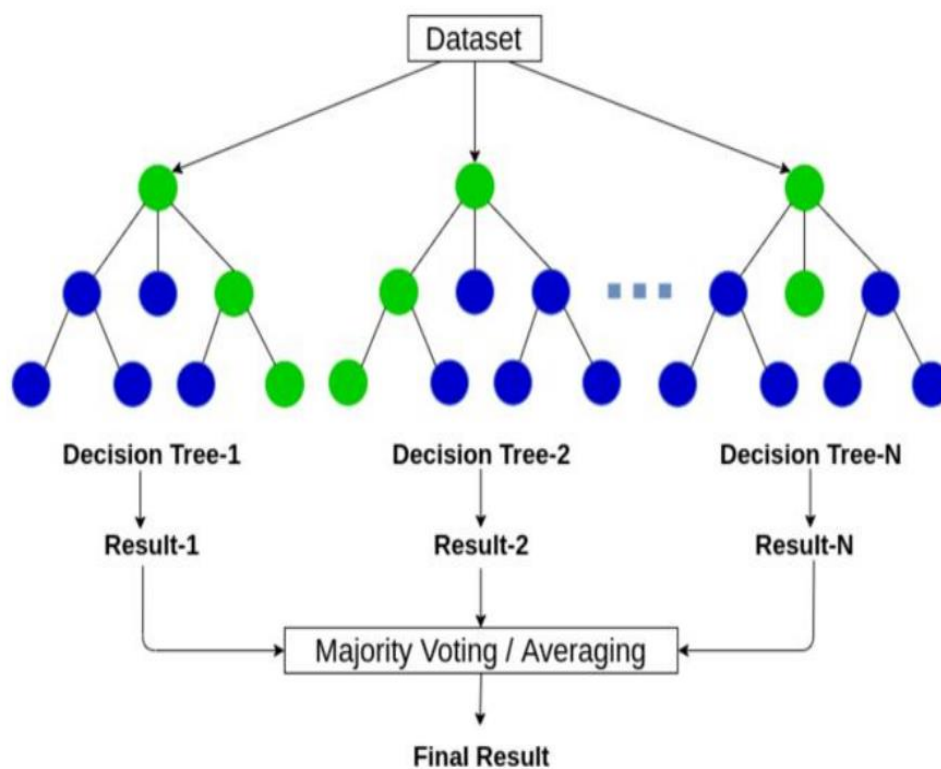 Dataset
Decision Tree-1
Decision Tree-2
Decision Tree-N
Result-1
Result-2
Result-N
Majority Voting / Averaging
Final Result